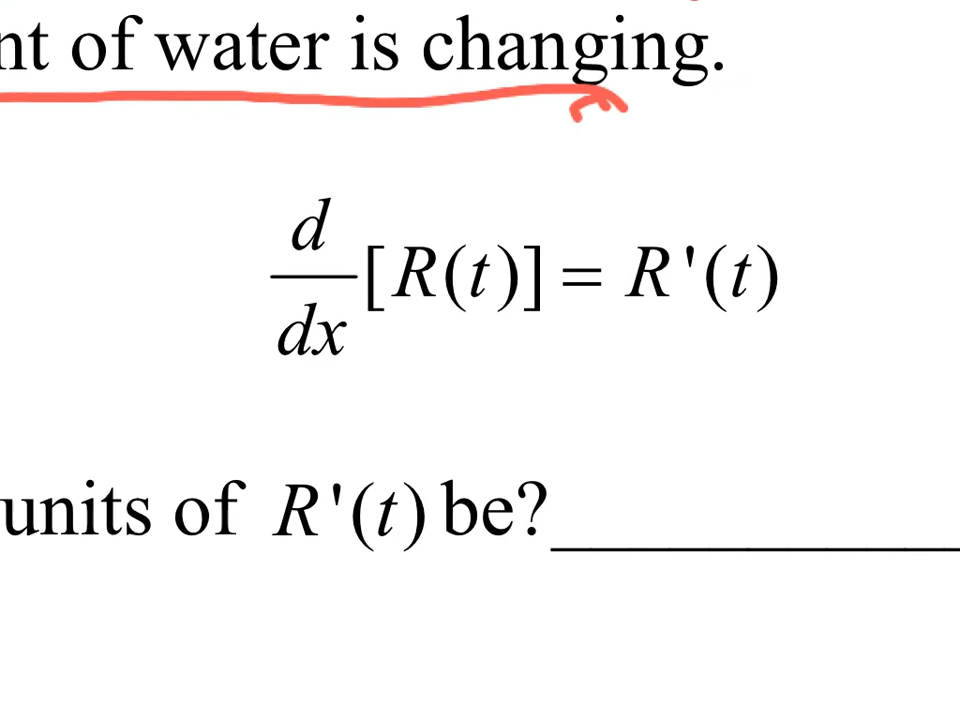 nt of water is changing.
d/dx [R(t)] = R'(t)
units of R'(t) be?